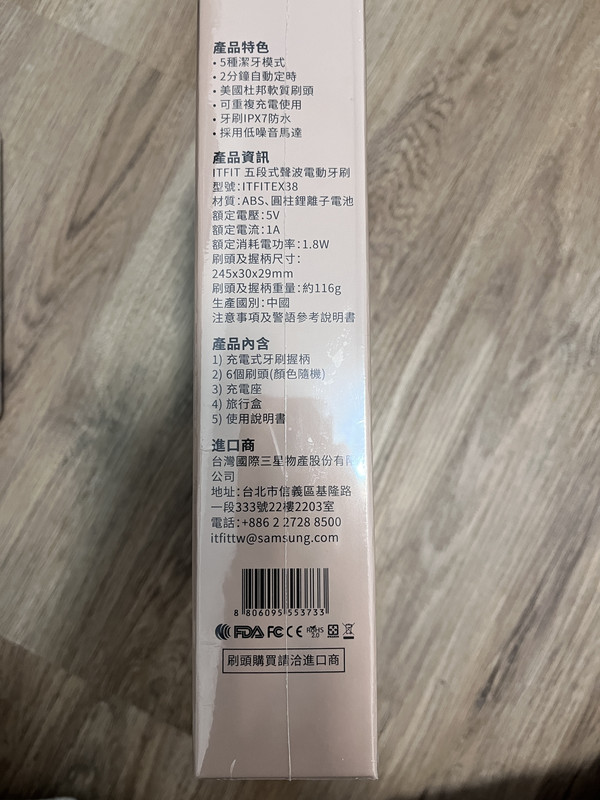 產品特色
• 5種潔牙模式
• 2分鐘自動定時
• 美國杜邦軟質刷頭
• 可重複充電使用
• 牙刷IPX7防水
• 採用低噪音馬達
產品資訊
ITFIT 五段式聲波電動牙刷
型號:ITFITEX38
材質:ABS、圓柱鋰離子電池
額定電壓:5V
額定電流:1A
額定消耗電功率:1.8W
刷頭及握柄尺寸:
245x30x29mm
刷頭及握柄重量:約116g
生產國別:中國
注意事項及警語參考說明書
產品內含
1) 充電式牙刷握柄
2) 6個刷頭(顏色隨機)
3) 充電座
4) 旅行盒
5) 使用說明書
進口商
台灣國際三星物產股份有限
公司
地址:台北市信義區基隆路
一段333號22樓2203室
電話:+886 2 2728 8500
itfittw@samsung.com
8 806095 553733
FDA FC CE RoHS 2.0
刷頭購買請洽進口商